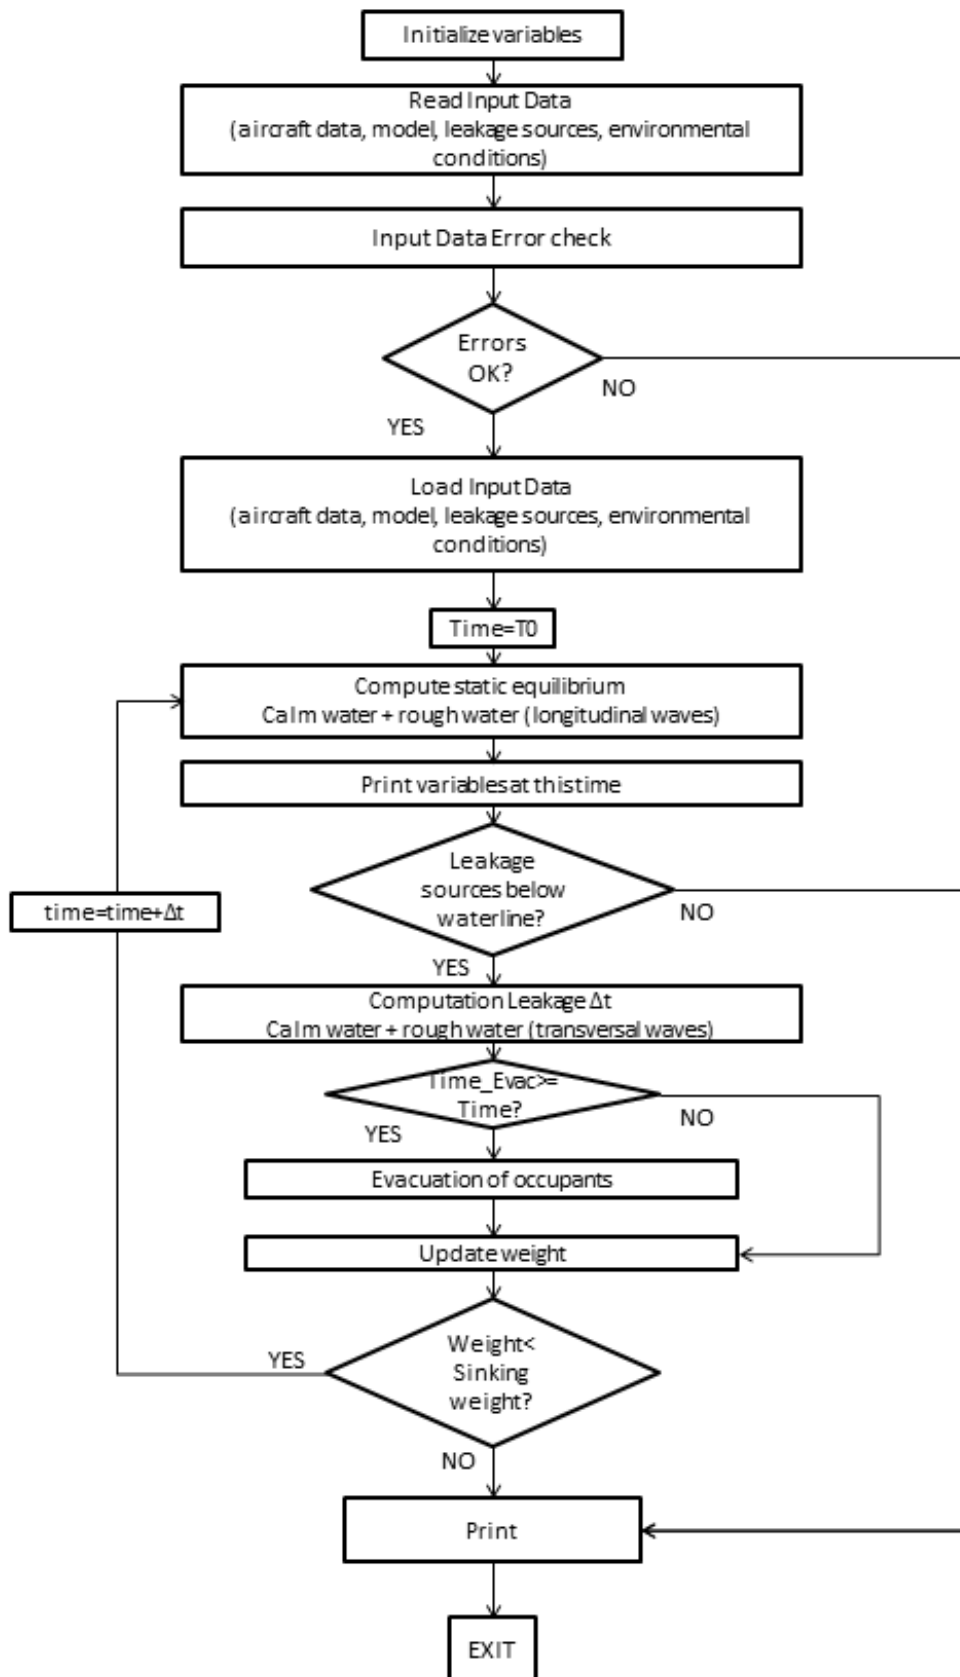 Initialize variables
Read Input Data
(aircraft data, model, leakage sources, environmental
conditions)
Input Data Error check
Errors
OK?
NO
YES
Load Input Data
(aircraft data, model, leakage sources, environmental
conditions)
Time=T0
Compute static equilibrium
Calm water + rough water (longitudinal waves)
Print variables at this time
Leakage
sources below
waterline?
NO
time=time+Δt
YES
Computation Leakage Δt
Calm water + rough water (transversal waves)
Time_Evac>=
Time?
NO
YES
Evacuation of occupants
Update weight
Weight<
Sinking
weight?
YES
NO
Print
EXIT